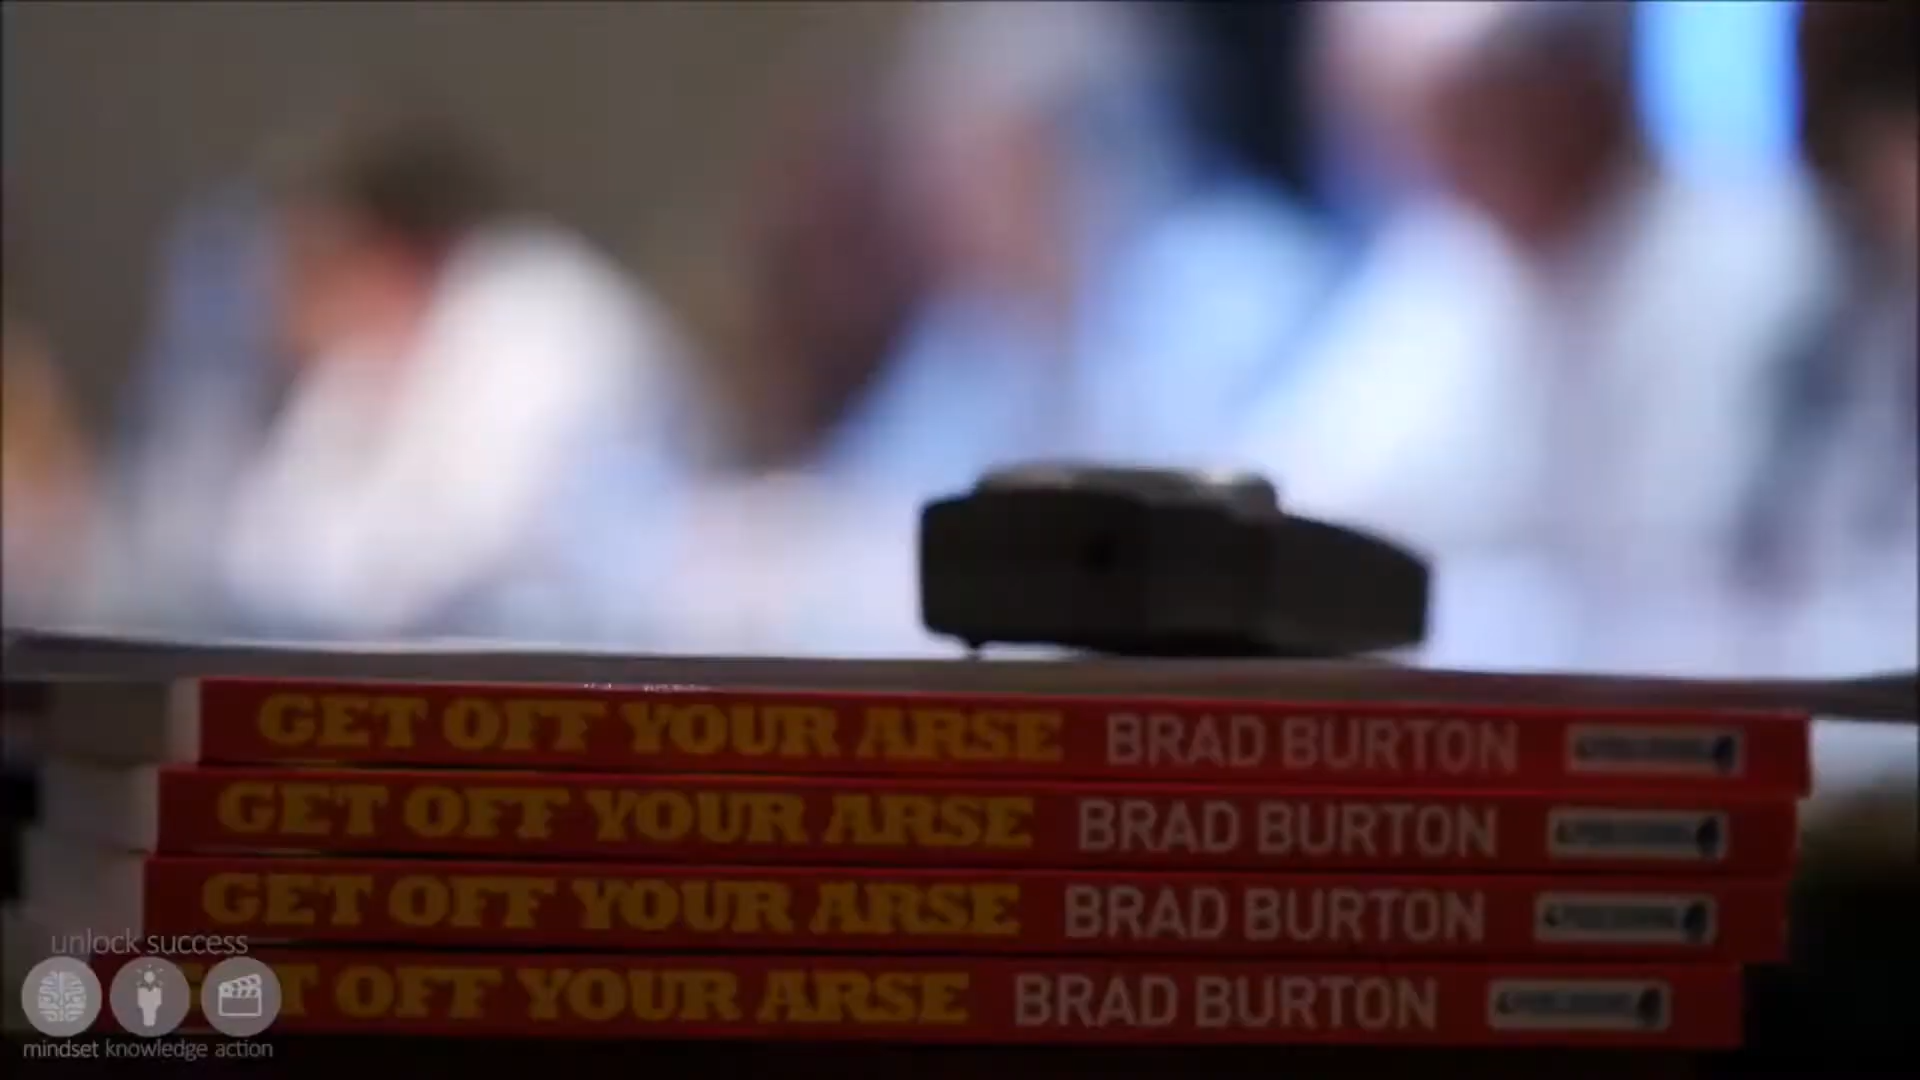 GET OFF YOUR ARSE BRAD BURTON
GET OFF YOUR ARSE BRAD BURTON
GET OFF YOUR ARSE BRAD BURTON
OFF YOUR ARSE BRAD BURTON
unlock success
mindset knowledge action